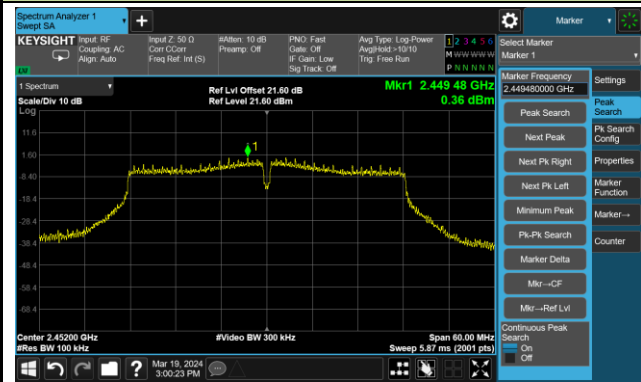 Spectrum Analyzer 1
Swept SA
Marker
KEYSIGHT
Input: RF
Coupling: AC
Align: Auto
Input Z: 50 Ω
Corr CCorr
Freq Ref: Int (S)
#Atten: 10 dB
Preamp: Off
PNO: Fast
Gate: Off
IF Gain: Low
Sig Track: Off
Avg Type: Log-Power
Avg|Hold:>10/10
Trig: Free Run
1 2 3 4 5 6
M W W W W W
P N N N N N
LXI
Select Marker
Marker 1
1 Spectrum
Scale/Div 10 dB
Log
Ref Lvl Offset 21.60 dB
Ref Level 21.60 dBm
Mkr1 2.449 48 GHz
0.36 dBm
11.6
1.60
-8.40
-18.4
-28.4
-38.4
-48.4
-58.4
-68.4
1
Center 2.45200 GHz
#Res BW 100 kHz
#Video BW 300 kHz
Span 60.00 MHz
Sweep 5.87 ms (2001 pts)
Marker Frequency
2.449480000 GHz
Peak Search
Next Peak
Next Pk Right
Next Pk Left
Minimum Peak
Pk-Pk Search
Marker Delta
Mkr→CF
Mkr→Ref Lvl
Continuous Peak
Search
On
Off
Settings
Peak
Search
Pk Search
Config
Properties
Marker
Function
Marker→
Counter
Mar 19, 2024
3:00:23 PM